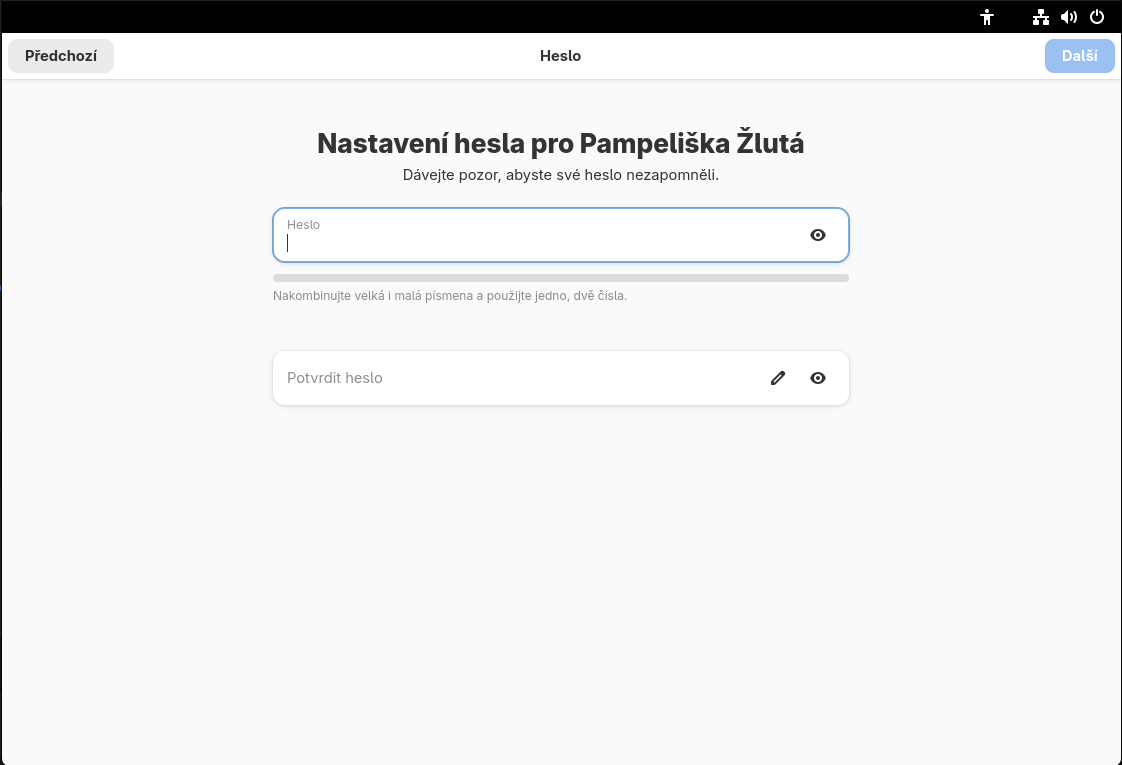 Předchozí
Heslo
Další
Nastavení hesla pro Pampeliška Žlutá
Dávejte pozor, abyste své heslo nezapomněli.
Heslo
Nakombinujte velká i malá písmena a použijte jedno, dvě čísla.
Potvrdit heslo